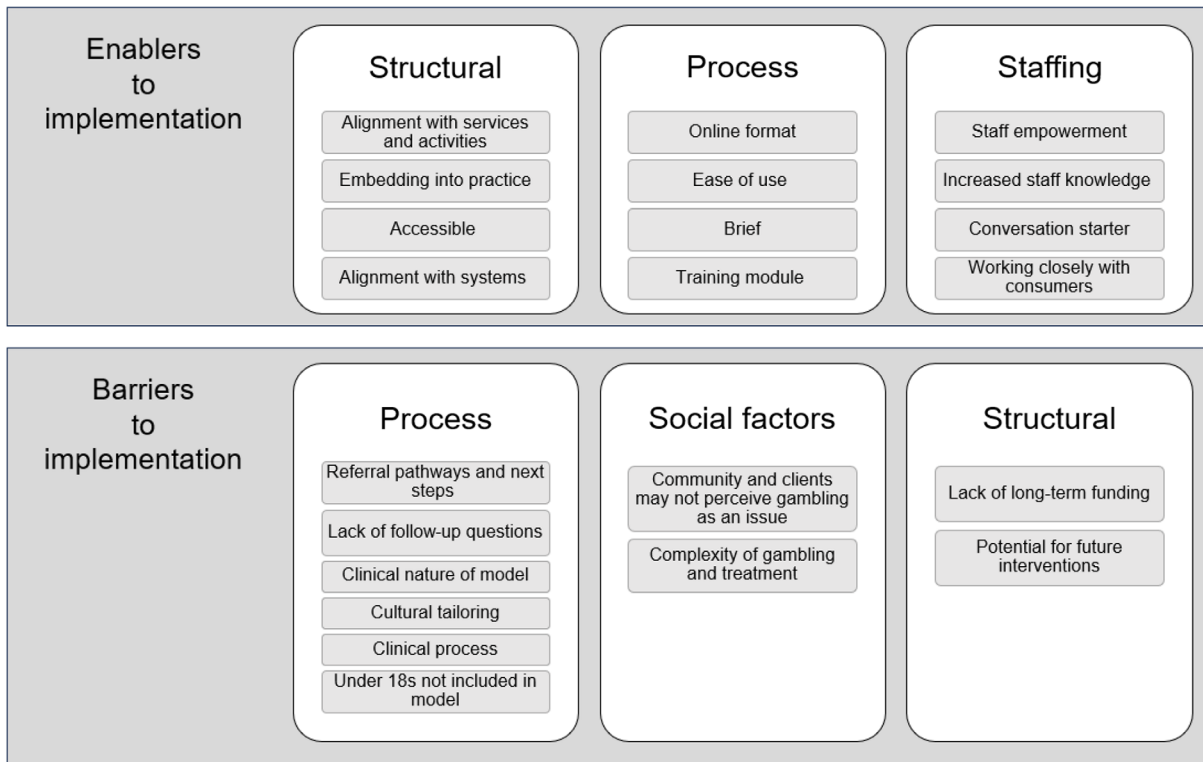 Enablers
to
implementation
Structural
Alignment with services
and activities
Embedding into practice
Accessible
Alignment with systems
Process
Online format
Ease of use
Brief
Training module
Staffing
Staff empowerment
Increased staff knowledge
Conversation starter
Working closely with
consumers
Barriers
to
implementation
Process
Referral pathways and next
steps
Lack of follow-up questions
Clinical nature of model
Cultural tailoring
Clinical process
Under 18s not included in
model
Social factors
Community and clients
may not perceive gambling
as an issue
Complexity of gambling
and treatment
Structural
Lack of long-term funding
Potential for future
interventions